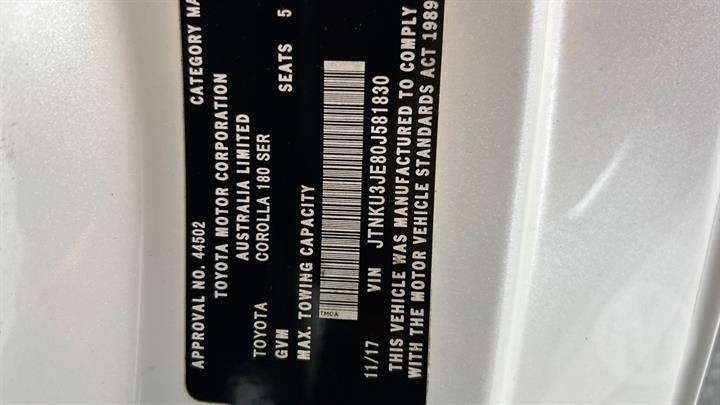 APPROVAL NO. 44502 CATEGORY MA
TOYOTA MOTOR CORPORATION
AUSTRALIA LIMITED
TOYOTA COROLLA 180 SER
GVM SEATS 5
MAX. TOWING CAPACITY
TMCA
11/17 VIN JTNKU3JE80J581830
THIS VEHICLE WAS MANUFACTURED TO COMPLY
WITH THE MOTOR VEHICLE STANDARDS ACT 1989